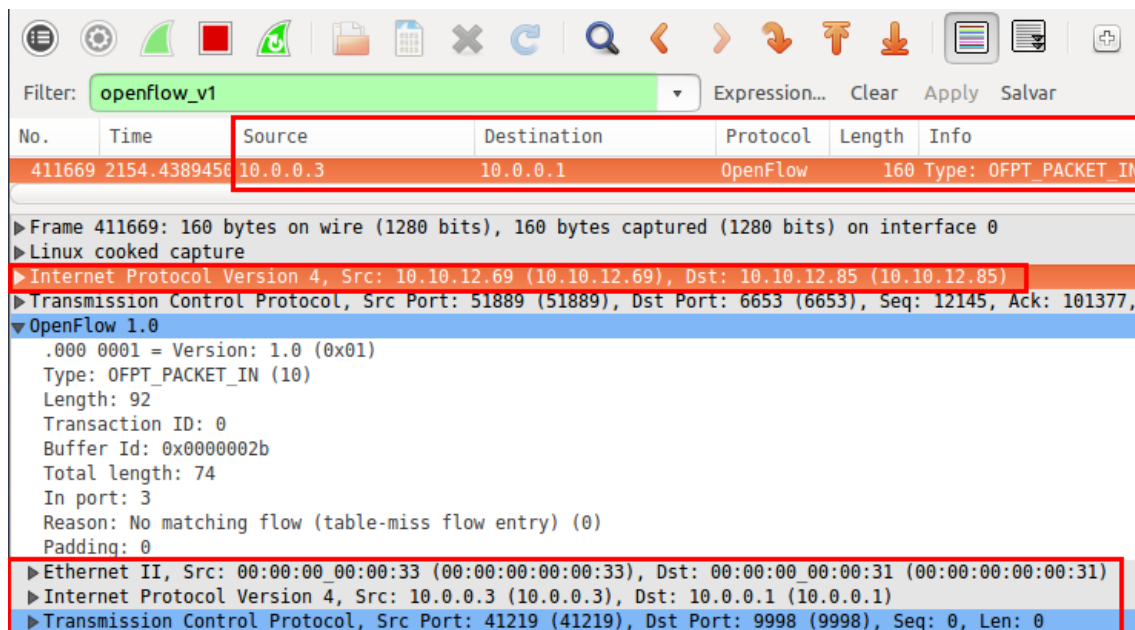 Filter: openflow_v1 Expression... Clear Apply Salvar
No. Time Source Destination Protocol Length Info
411669 2154.4389450 10.0.0.3 10.0.0.1 OpenFlow 160 Type: OFPT_PACKET_IN
Frame 411669: 160 bytes on wire (1280 bits), 160 bytes captured (1280 bits) on interface 0
Linux cooked capture
Internet Protocol Version 4, Src: 10.10.12.69 (10.10.12.69), Dst: 10.10.12.85 (10.10.12.85)
Transmission Control Protocol, Src Port: 51889 (51889), Dst Port: 6653 (6653), Seq: 12145, Ack: 101377,
OpenFlow 1.0
.000 0001 = Version: 1.0 (0x01)
Type: OFPT_PACKET_IN (10)
Length: 92
Transaction ID: 0
Buffer Id: 0x0000002b
Total length: 74
In port: 3
Reason: No matching flow (table-miss flow entry) (0)
Padding: 0
Ethernet II, Src: 00:00:00_00:00:33 (00:00:00:00:00:33), Dst: 00:00:00_00:00:31 (00:00:00:00:00:31)
Internet Protocol Version 4, Src: 10.0.0.3 (10.0.0.3), Dst: 10.0.0.1 (10.0.0.1)
Transmission Control Protocol, Src Port: 41219 (41219), Dst Port: 9998 (9998), Seq: 0, Len: 0